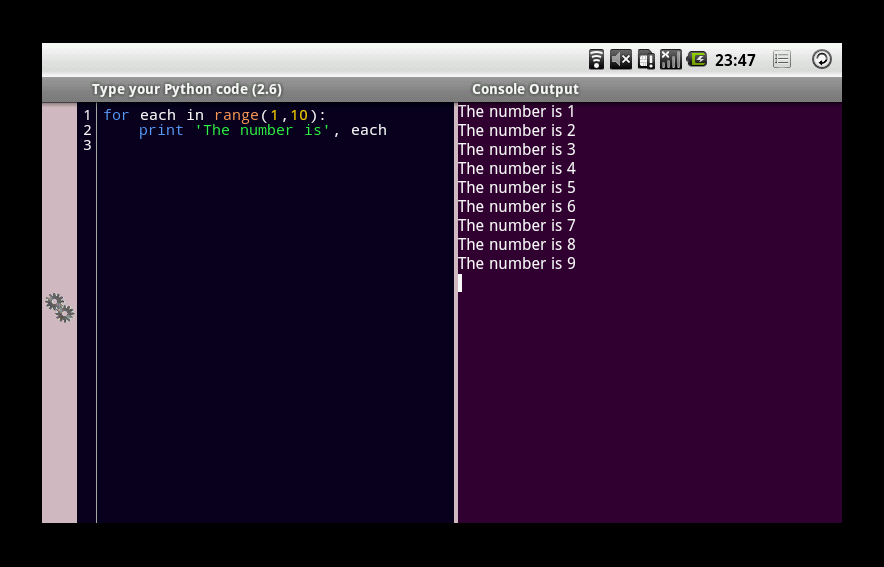 23:47
Type your Python code (2.6)
Console Output
1 for each in range(1,10):
2     print 'The number is', each
3
The number is 1
The number is 2
The number is 3
The number is 4
The number is 5
The number is 6
The number is 7
The number is 8
The number is 9